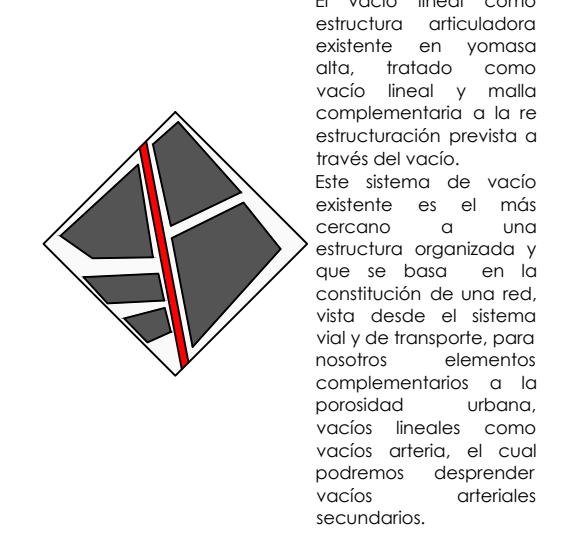 El vacío lineal como
estructura articuladora
existente en yomasa
alta, tratado como
vacío lineal y malla
complementaria a la re
estructuración prevista a
través del vacío.
Este sistema de vacío
existente es el más
cercano a una
estructura organizada y
que se basa en la
constitución de una red,
vista desde el sistema
vial y de transporte, para
nosotros elementos
complementarios a la
porosidad urbana,
vacíos lineales como
vacíos arteria, el cual
podremos desprender
vacíos arteriales
secundarios.